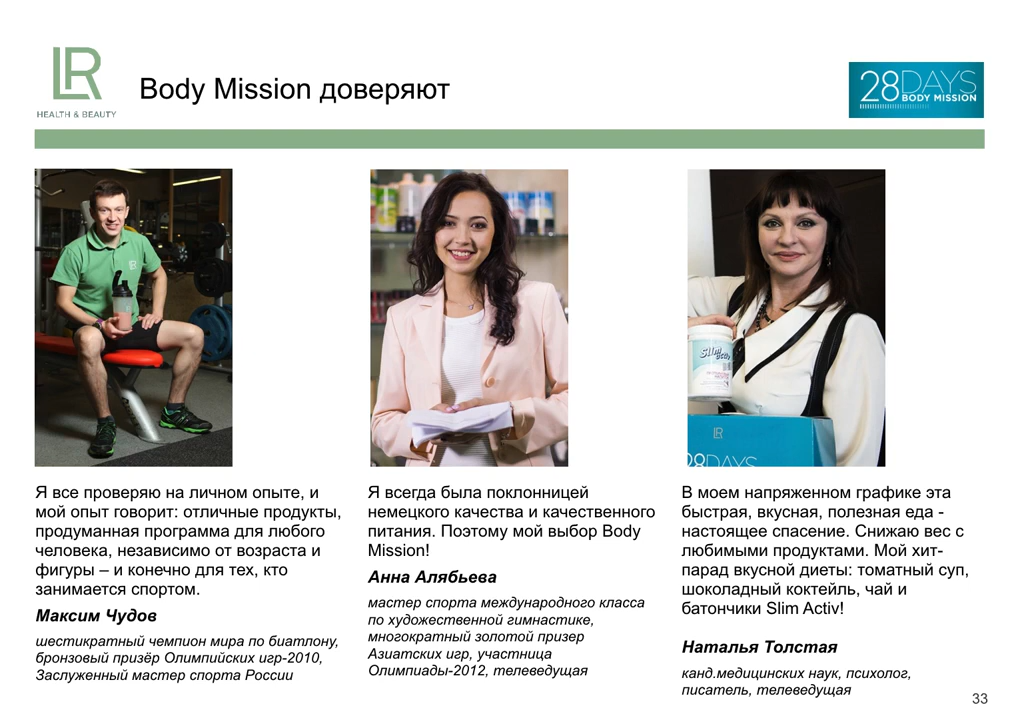 LR
HEALTH & BEAUTY
Body Mission доверяют
28DAYS
BODY MISSION
LR
Slim
activ
LR
28DAYS
Я все проверяю на личном опыте, и
мой опыт говорит: отличные продукты,
продуманная программа для любого
человека, независимо от возраста и
фигуры – и конечно для тех, кто
занимается спортом.
Максим Чудов
шестикратный чемпион мира по биатлону,
бронзовый призёр Олимпийских игр-2010,
Заслуженный мастер спорта России
Я всегда была поклонницей
немецкого качества и качественного
питания. Поэтому мой выбор Body
Mission!
Анна Алябьева
мастер спорта международного класса
по художественной гимнастике,
многократный золотой призер
Азиатских игр, участница
Олимпиады-2012, телеведущая
В моем напряженном графике эта
быстрая, вкусная, полезная еда -
настоящее спасение. Снижаю вес с
любимыми продуктами. Мой хит-
парад вкусной диеты: томатный суп,
шоколадный коктейль, чай и
батончики Slim Activ!
Наталья Толстая
канд.медицинских наук, психолог,
писатель, телеведущая
33